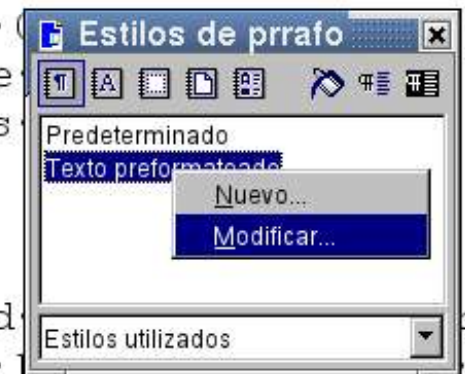 Estilos de prrafo
Predeterminado
Texto preformateado
Nuevo...
Modificar...
Estilos utilizados